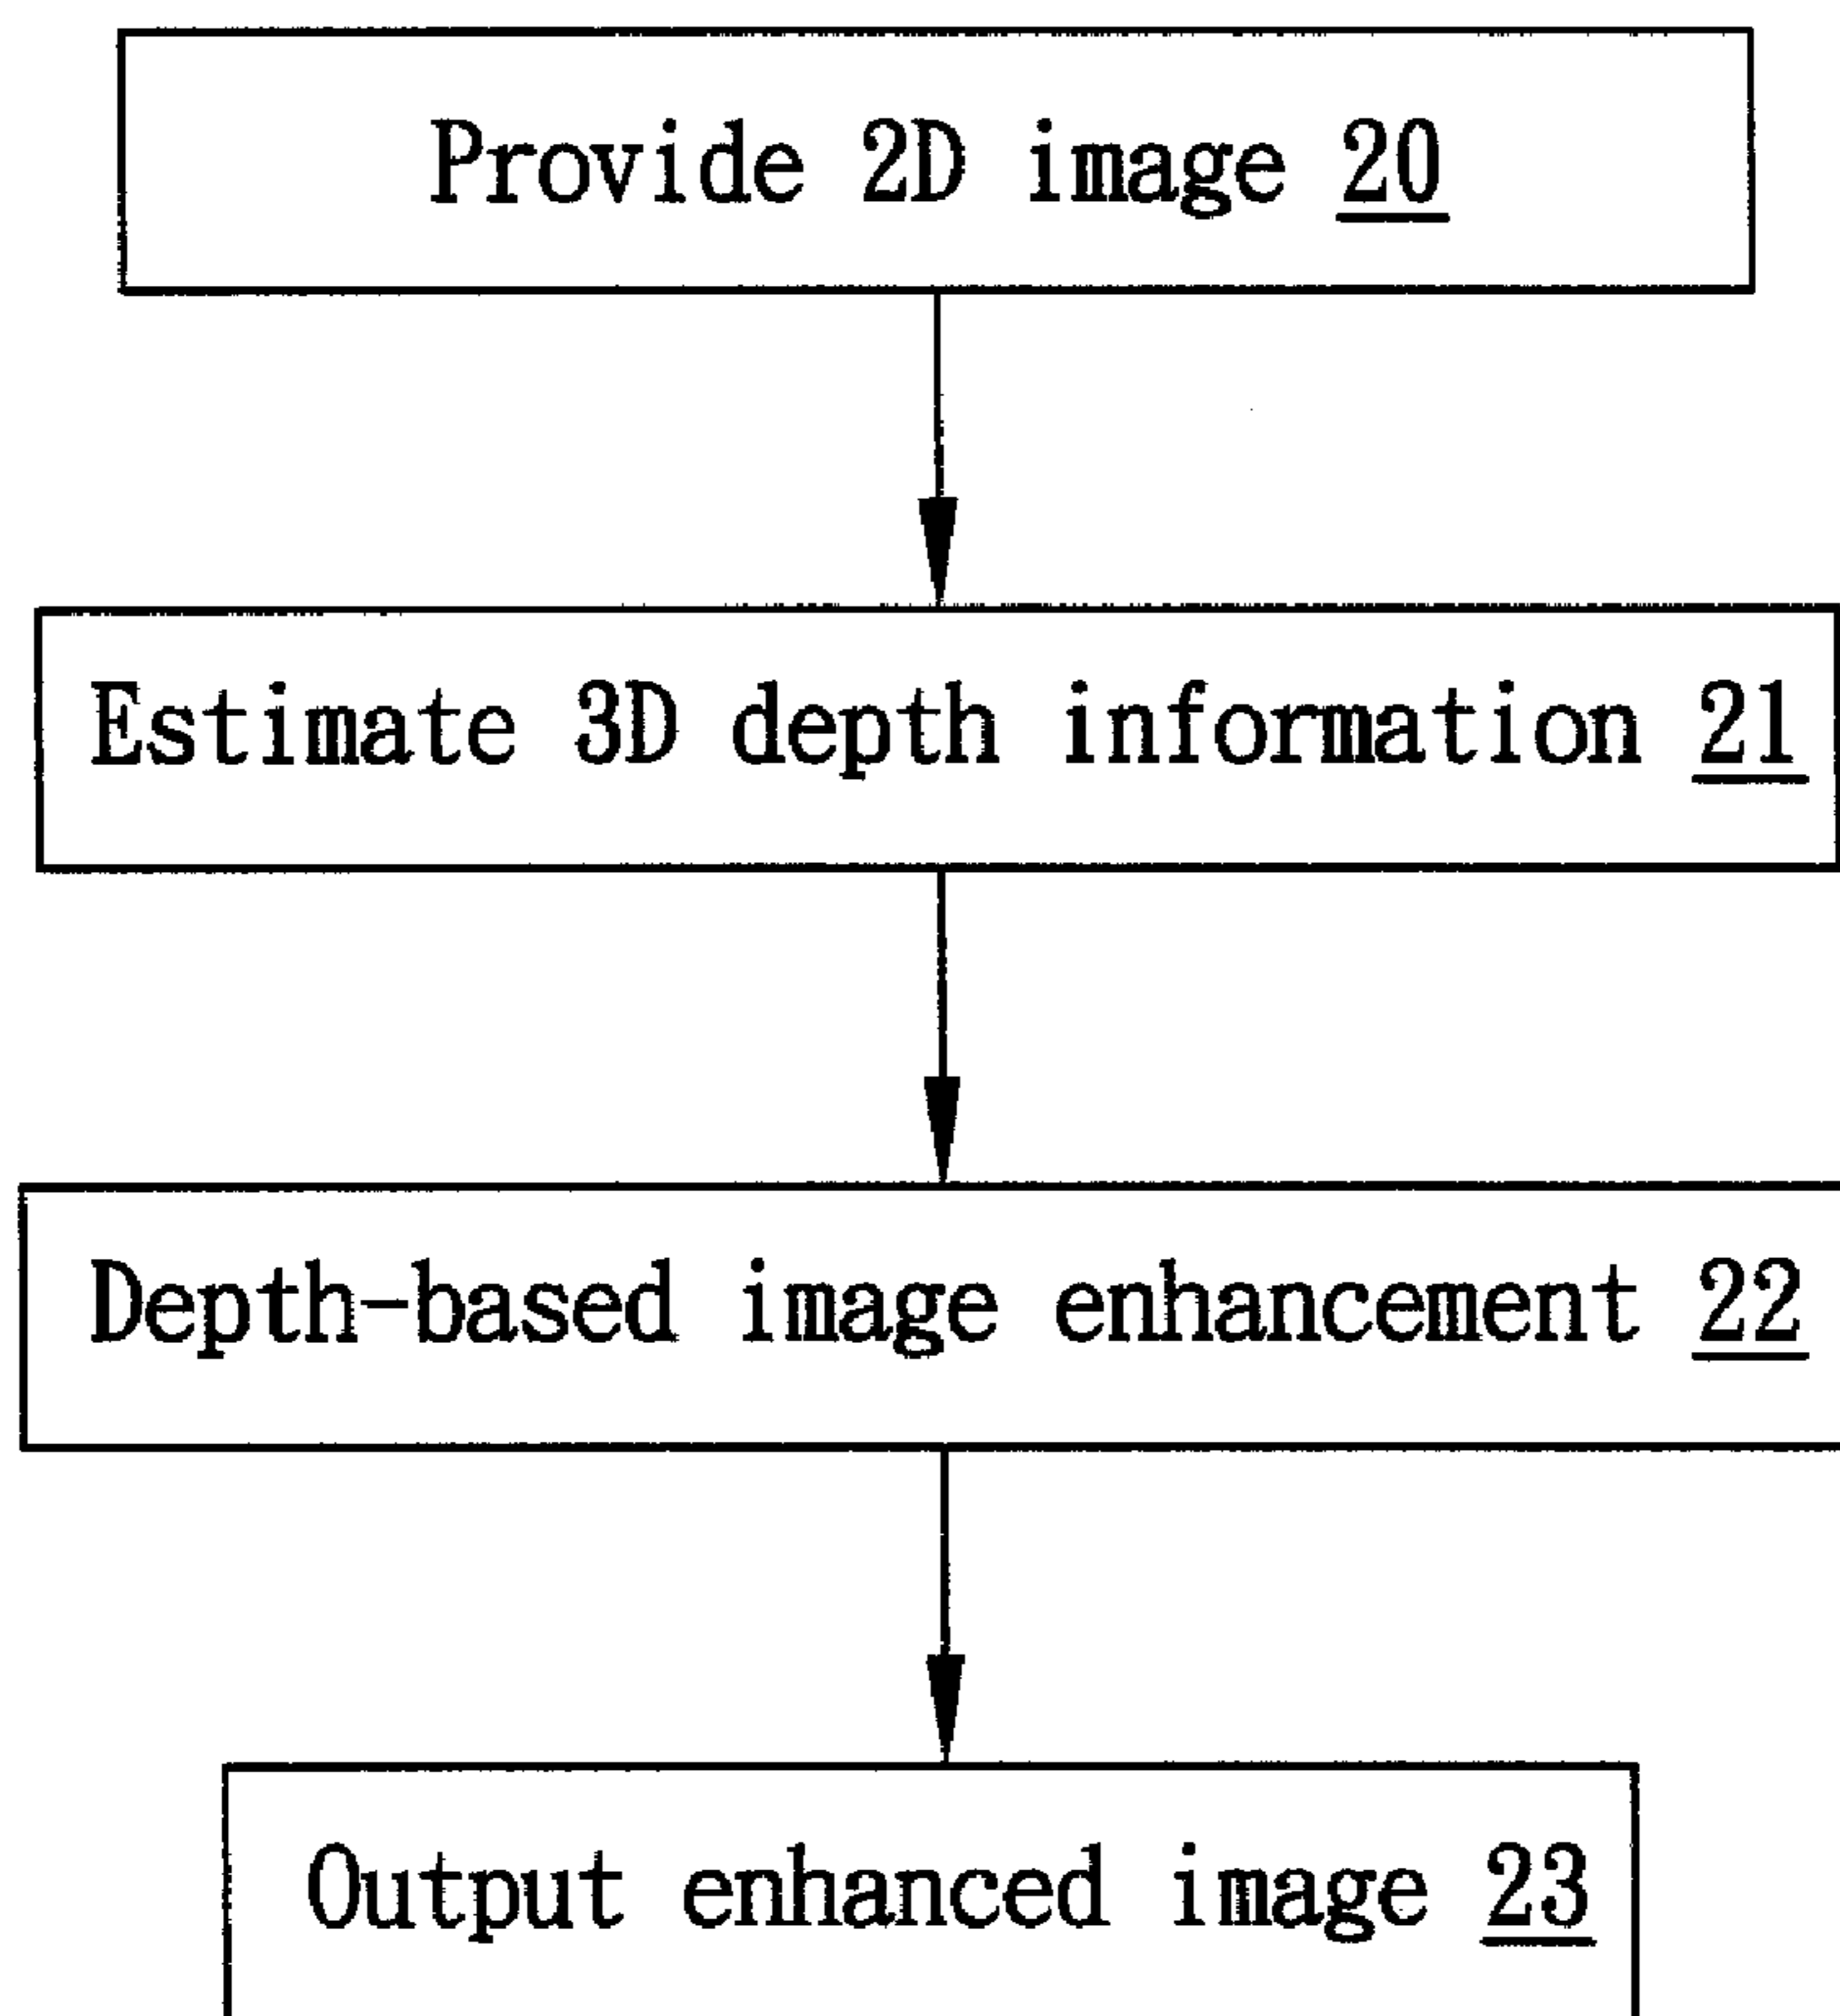 Provide 2D image 20
Estimate 3D depth information 21
Depth-based image enhancement 22
Output enhanced image 23